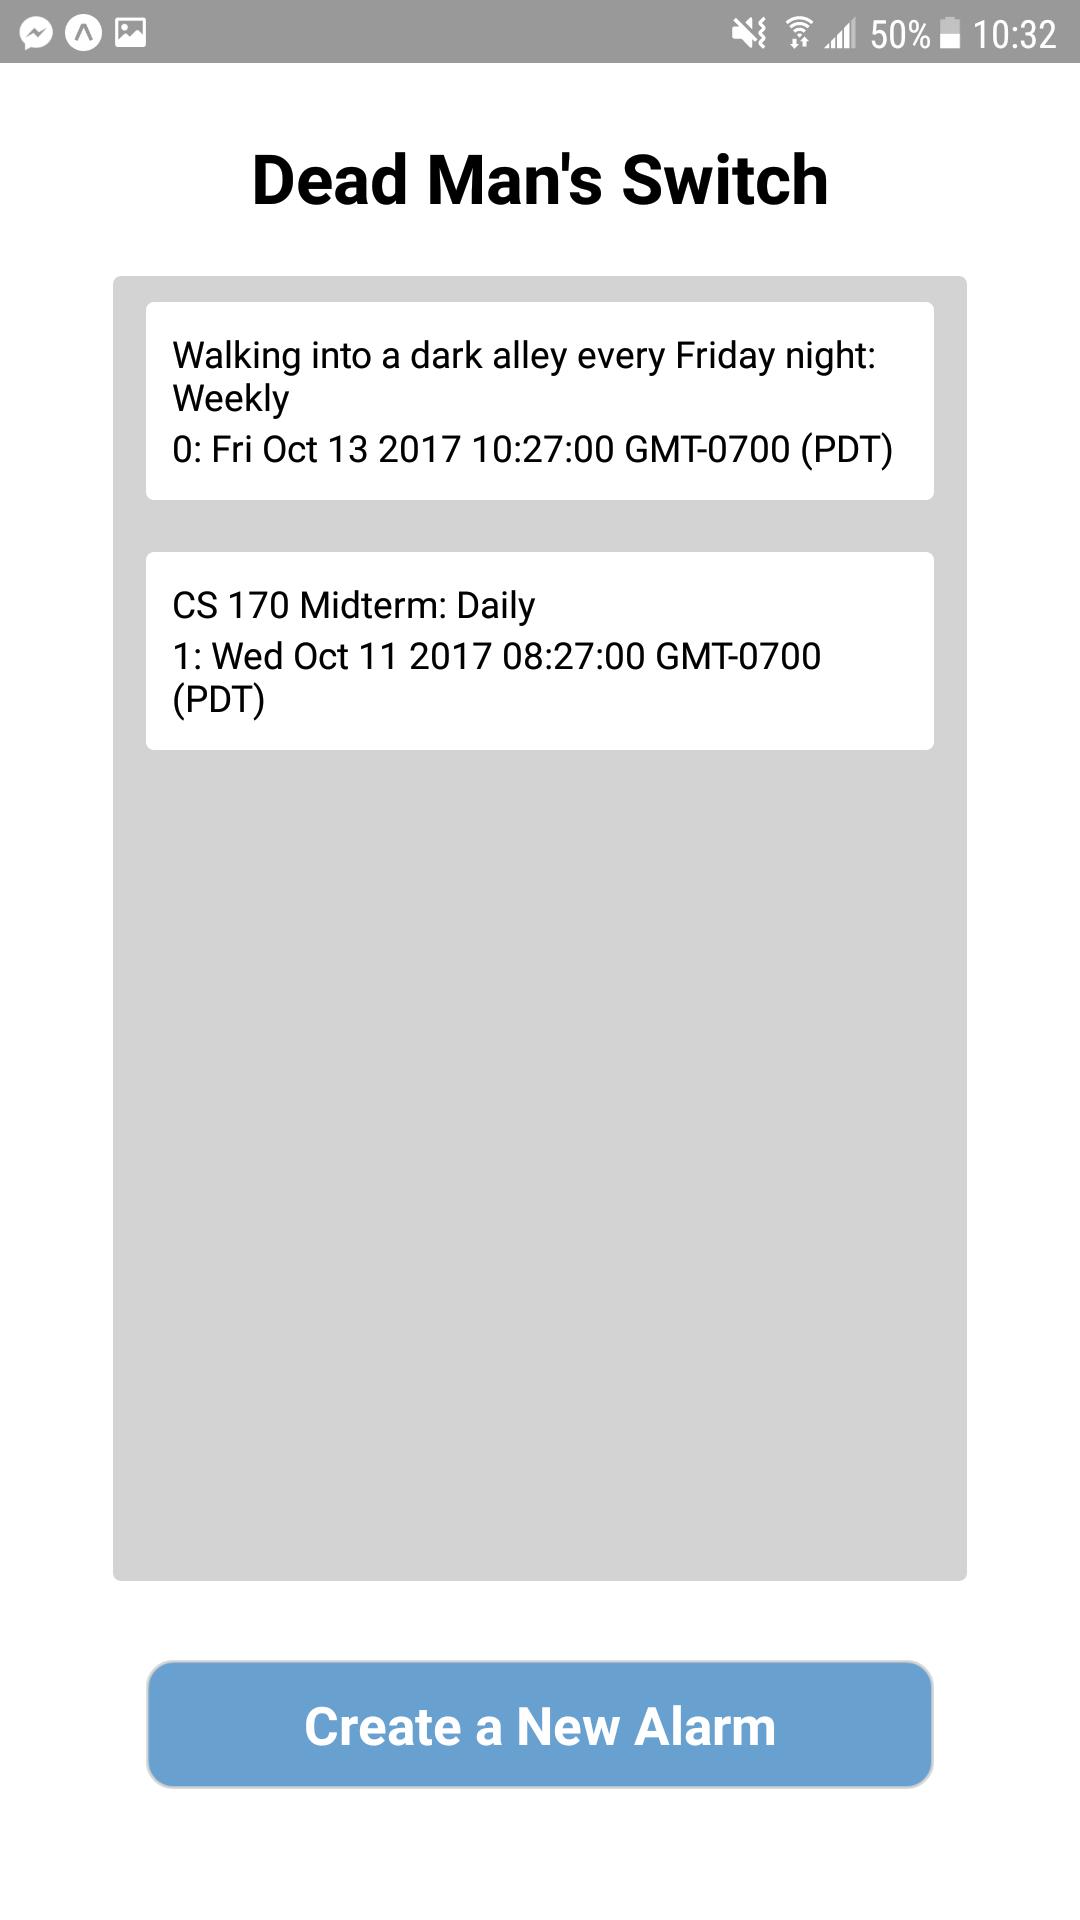 50% 10:32
Dead Man's Switch
Walking into a dark alley every Friday night:
Weekly
0: Fri Oct 13 2017 10:27:00 GMT-0700 (PDT)
CS 170 Midterm: Daily
1: Wed Oct 11 2017 08:27:00 GMT-0700
(PDT)
Create a New Alarm